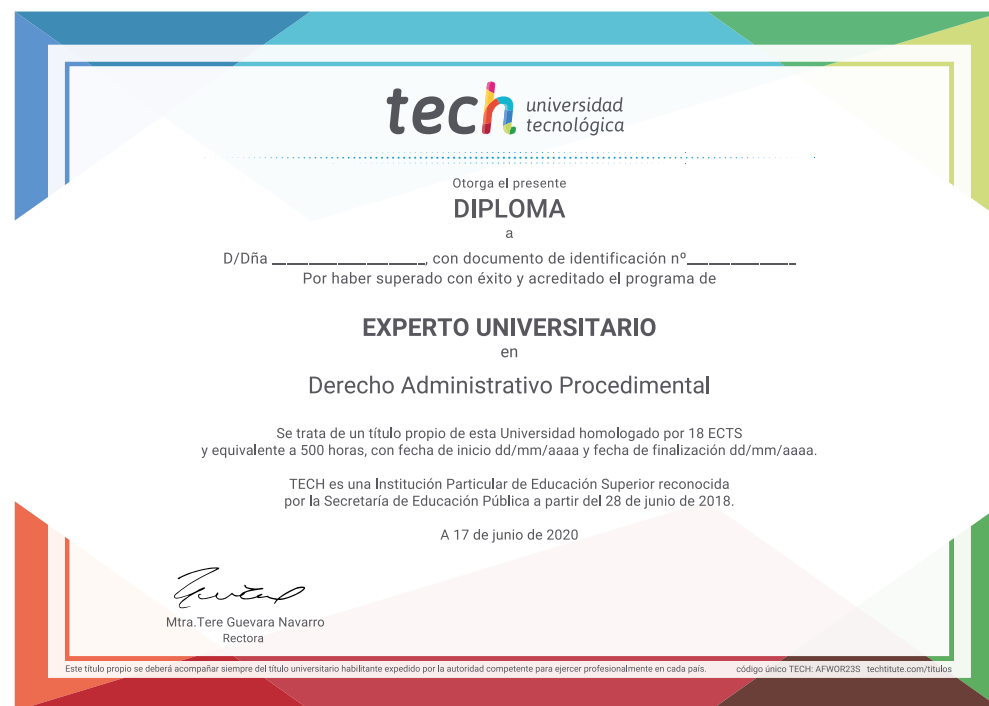 tech universidad
tecnológica
Otorga el presente
DIPLOMA
a
D/Dña ____________________, con documento de identificación nº______________
Por haber superado con éxito y acreditado el programa de
EXPERTO UNIVERSITARIO
en
Derecho Administrativo Procedimental
Se trata de un título propio de esta Universidad homologado por 18 ECTS
y equivalente a 500 horas, con fecha de inicio dd/mm/aaaa y fecha de finalización dd/mm/aaaa.
TECH es una Institución Particular de Educación Superior reconocida
por la Secretaría de Educación Pública a partir del 28 de junio de 2018.
A 17 de junio de 2020
Mtra.Tere Guevara Navarro
Rectora
Este título propio se deberá acompañar siempre del título universitario habilitante expedido por la autoridad competente para ejercer profesionalmente en cada país. código único TECH: AFWOR23S techtitute.com/titulos